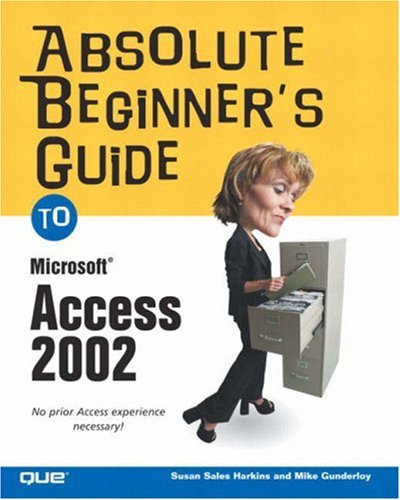 ABSOLUTE
BEGINNER'S
GUIDE
TO
Microsoft®
Access
2002
No prior Access experience
necessary!
QUE®
Susan Sales Harkins and Mike Gunderloy